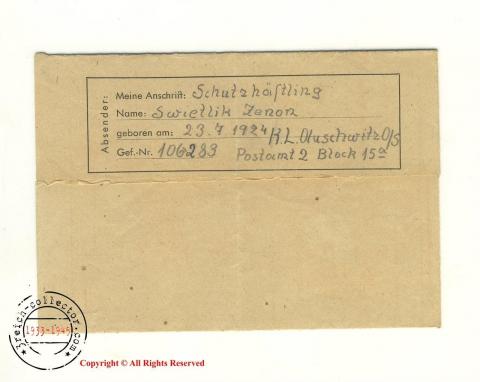 Absender:
Meine Anschrift: Schutzhäftling
Name: Swietlik Zenon
geboren am: 23.7 1924 K.L. Auschwitz O/S
Gef.-Nr. 106283 Postamt 2 Block 15a
3reich-collector.com
1933-1945
Copyright © All Rights Reserved